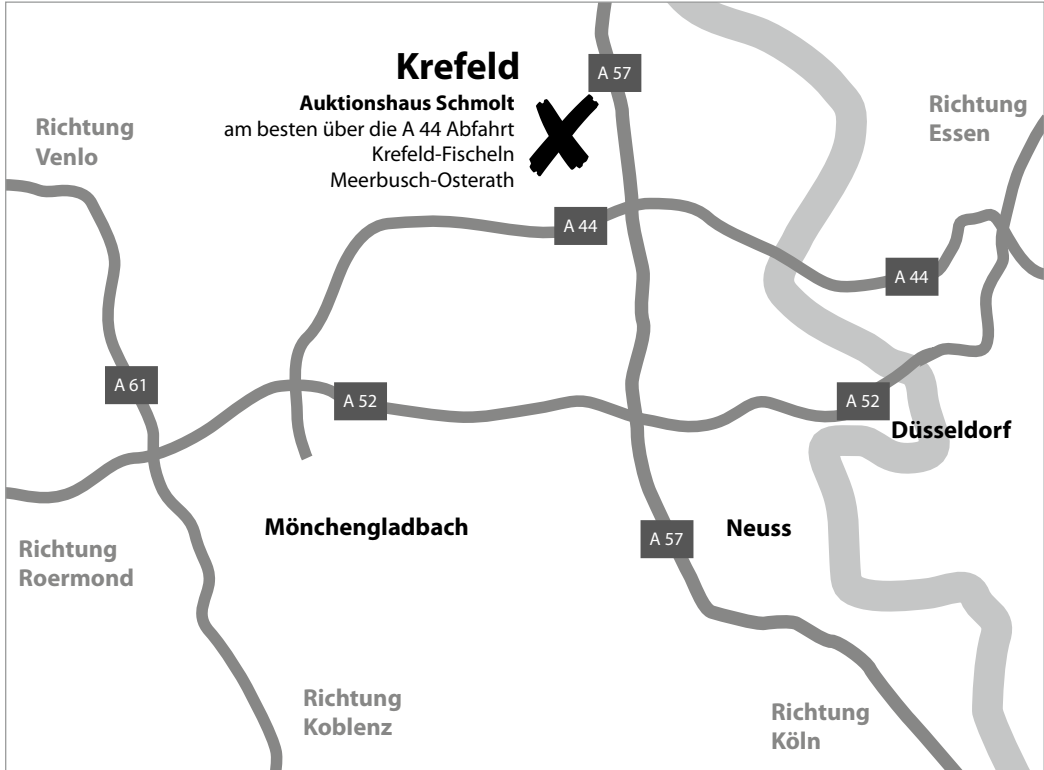 Krefeld
A 57
Auktionshaus Schmolt
am besten über die A 44 Abfahrt
Krefeld-Fischeln
Meerbusch-Osterath
Richtung
Essen
Richtung
Venlo
A 44
A 44
A 61
A 52
A 52
Düsseldorf
Mönchengladbach
A 57
Neuss
Richtung
Roermond
Richtung
Koblenz
Richtung
Köln